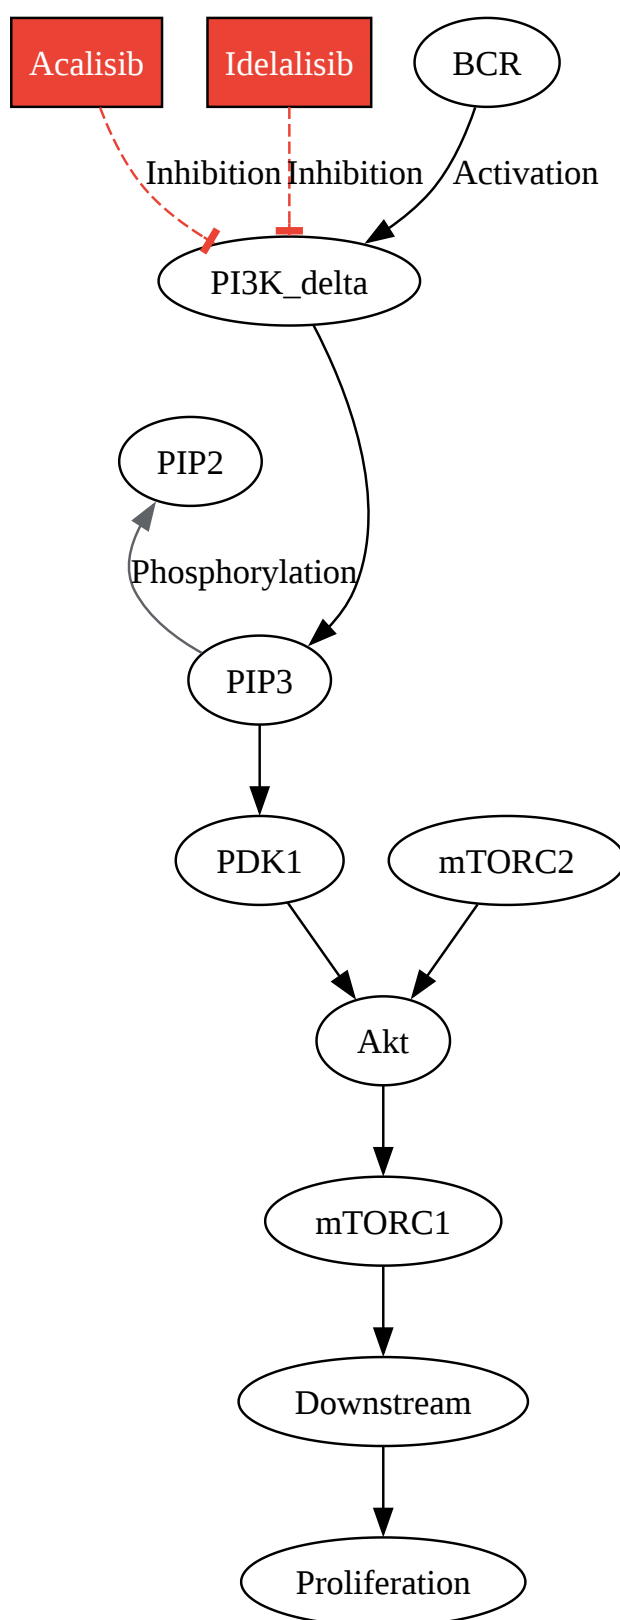 Acalisib
Idelalisib
BCR
Inhibition
Inhibition
Activation
PI3K_delta
PIP2
Phosphorylation
PIP3
PDK1
mTORC2
Akt
mTORC1
Downstream
Proliferation